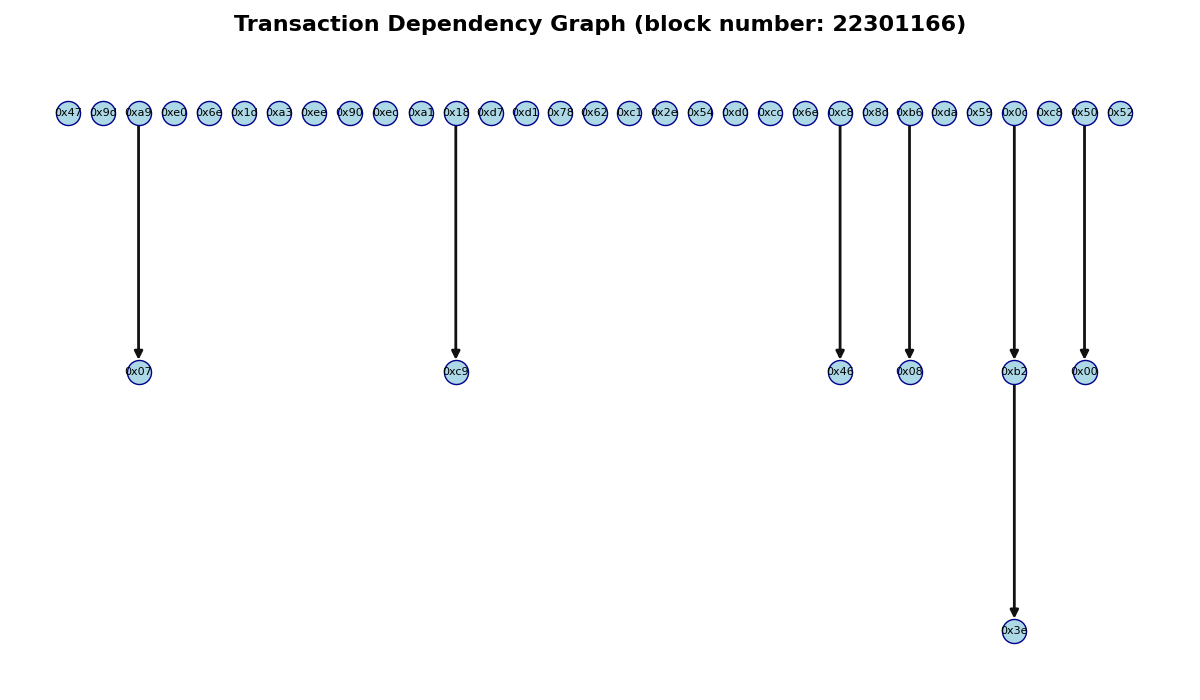 Transaction Dependency Graph (block number: 22301166)
0x47 0x9d 0xa9 0xe0 0x6e 0x1d 0xa3 0xee 0x90 0xec 0xa1 0x18 0xd7 0xd1 0x78 0x62 0xc1 0x2e 0x54 0xd0 0xcc 0x6e 0xc8 0x8d 0xb6 0xda 0x59 0x0c 0xc8 0x50 0x52
0x07 0xc9 0x46 0x08 0xb2 0x00
0x3e